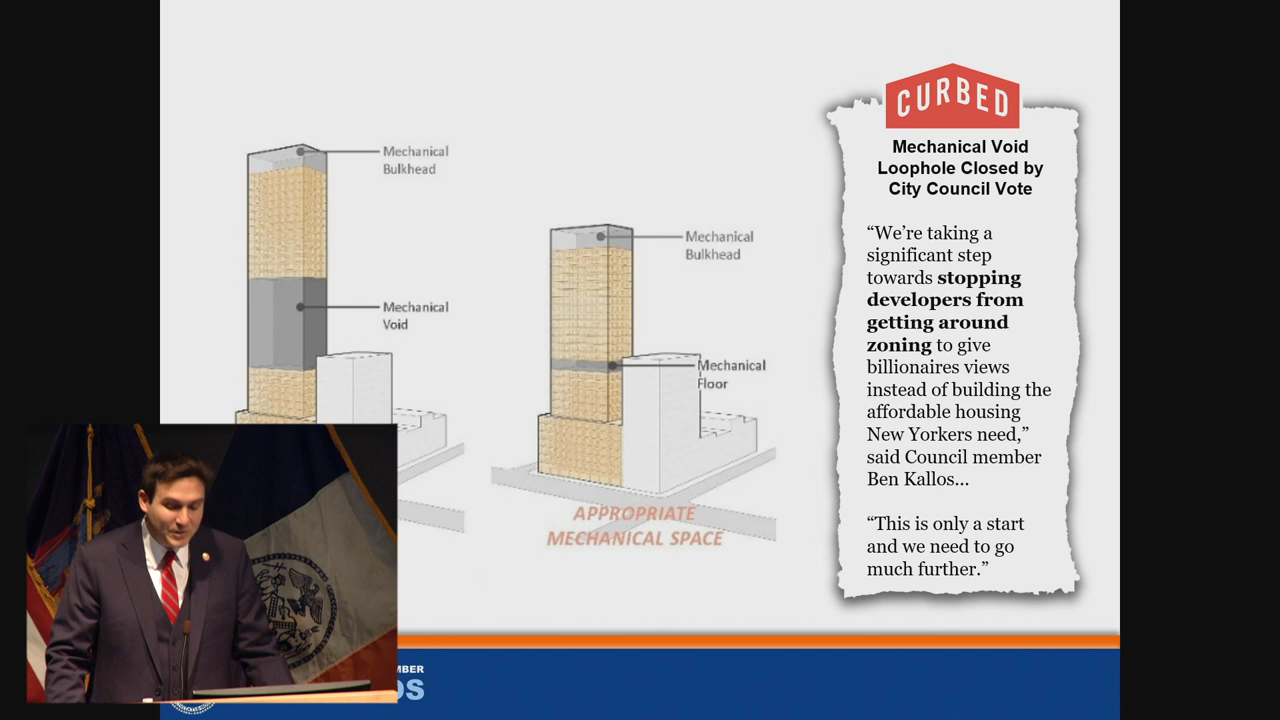 Mechanical
Bulkhead
Mechanical
Void
Mechanical
Bulkhead
Mechanical
Floor
APPROPRIATE
MECHANICAL SPACE
CURBED
Mechanical Void
Loophole Closed by
City Council Vote
“We’re taking a
significant step
towards stopping
developers from
getting around
zoning to give
billionaires views
instead of building the
affordable housing
New Yorkers need,”
said Council member
Ben Kallos...
“This is only a start
and we need to go
much further.”
MBER
OS